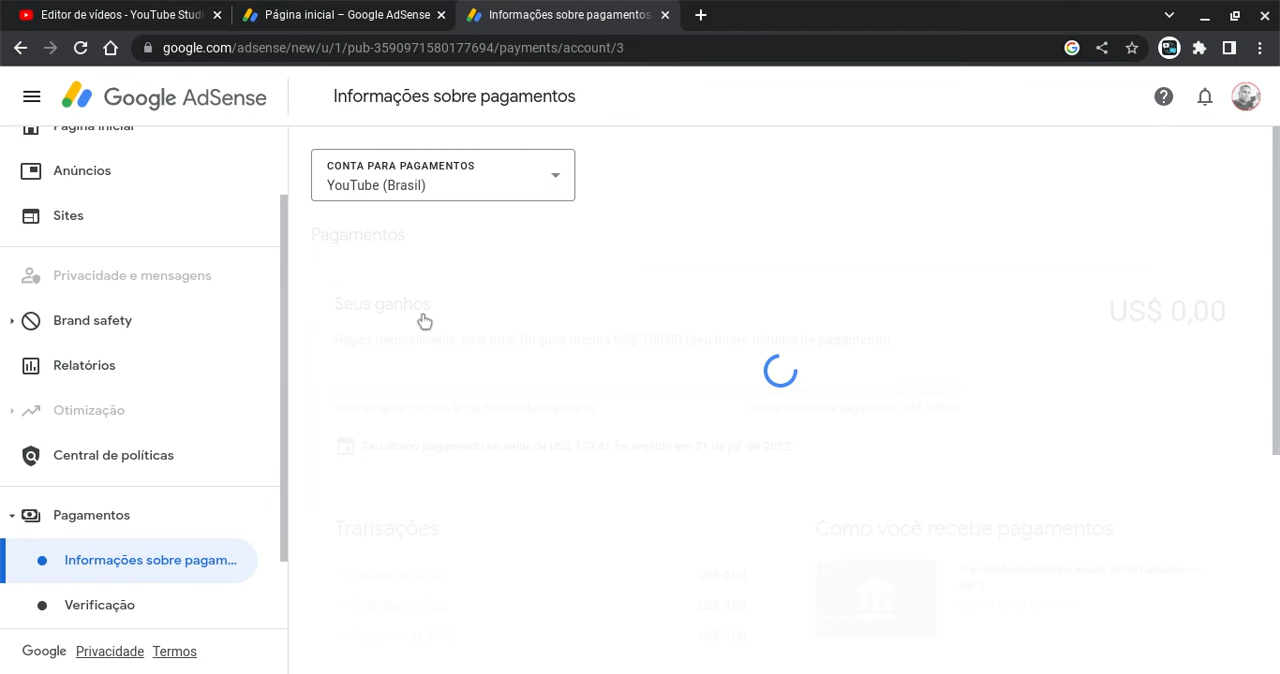 Editor de vídeos - YouTube Studi
Página inicial – Google AdSense
Informações sobre pagamentos
google.com/adsense/new/u/1/pub-3590971580177694/payments/account/3
Google AdSense
Informações sobre pagamentos
Página inicial
Anúncios
Sites
Privacidade e mensagens
Brand safety
Relatórios
Otimização
Central de políticas
Pagamentos
Informações sobre pagam...
Verificação
Google Privacidade Termos
CONTA PARA PAGAMENTOS
YouTube (Brasil)
Pagamentos
Seus ganhos
US$ 0,00
Pagas mensalmente se o total for pelo menos US$ 100,00 (seu limite mínimo de pagamento)
Seu último pagamento no valor de US$ 170,41 foi emitido em 21 de jul. de 2022
Transações
US$ 0,00
US$ 0,00
US$ 0,00
Como você recebe pagamentos